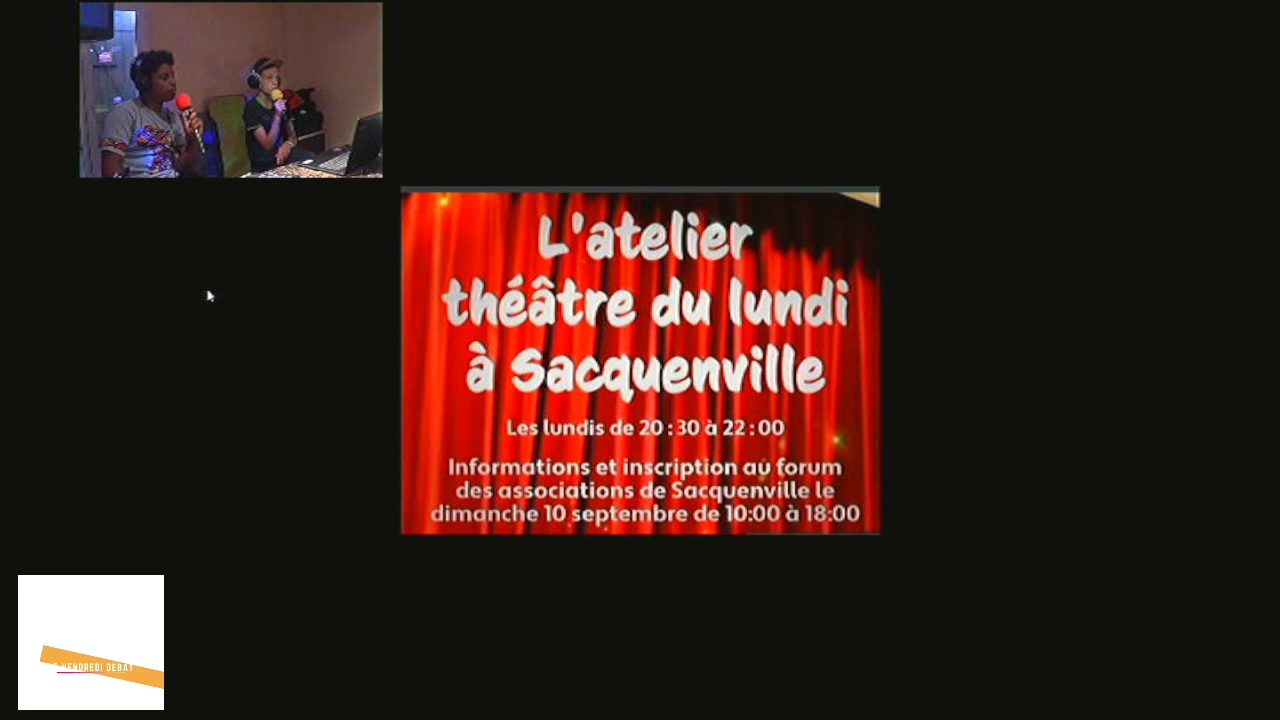 L'atelier
théâtre du lundi
à Sacquenville
Les lundis de 20:30 à 22:00
Informations et inscription au forum
des associations de Sacquenville le
dimanche 10 septembre de 10:00 à 18:00
VENDREDI DEBAT